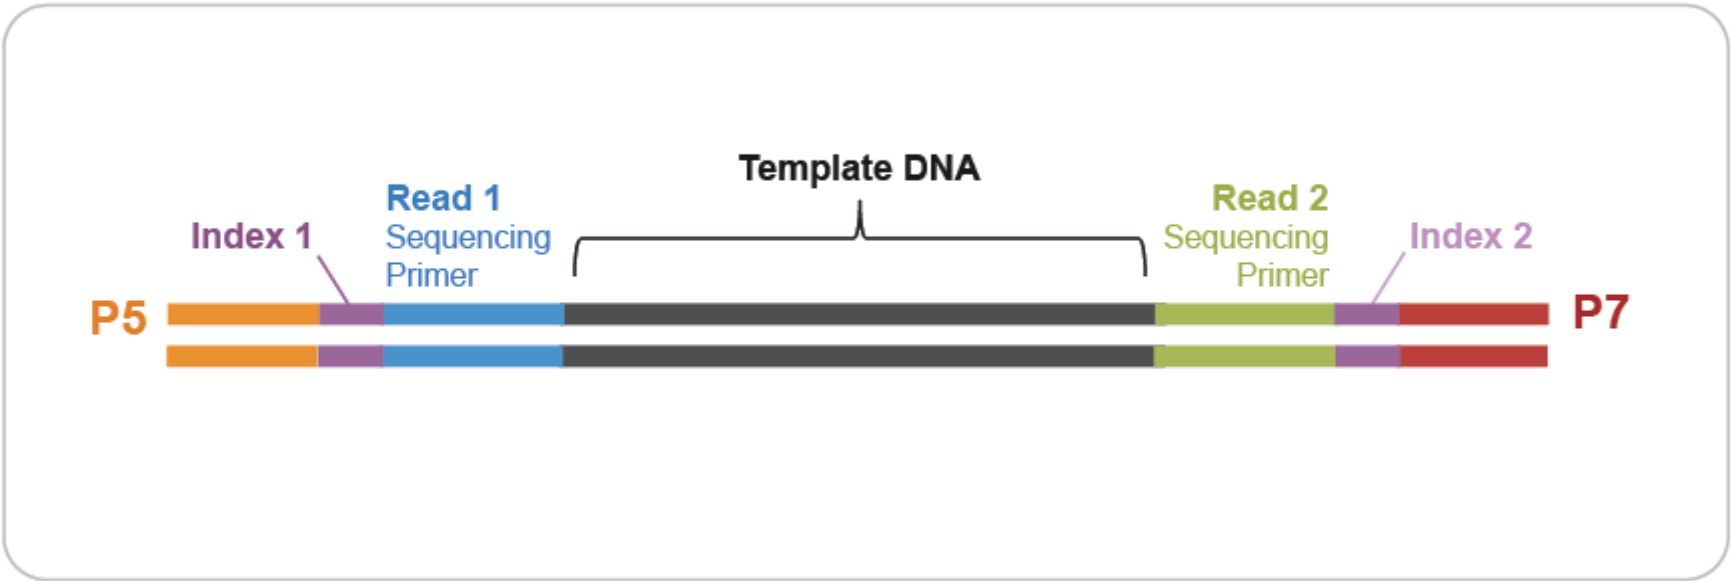 Template DNA
Read 1
Sequencing
Primer
Read 2
Sequencing
Primer
Index 1
Index 2
P5
P7